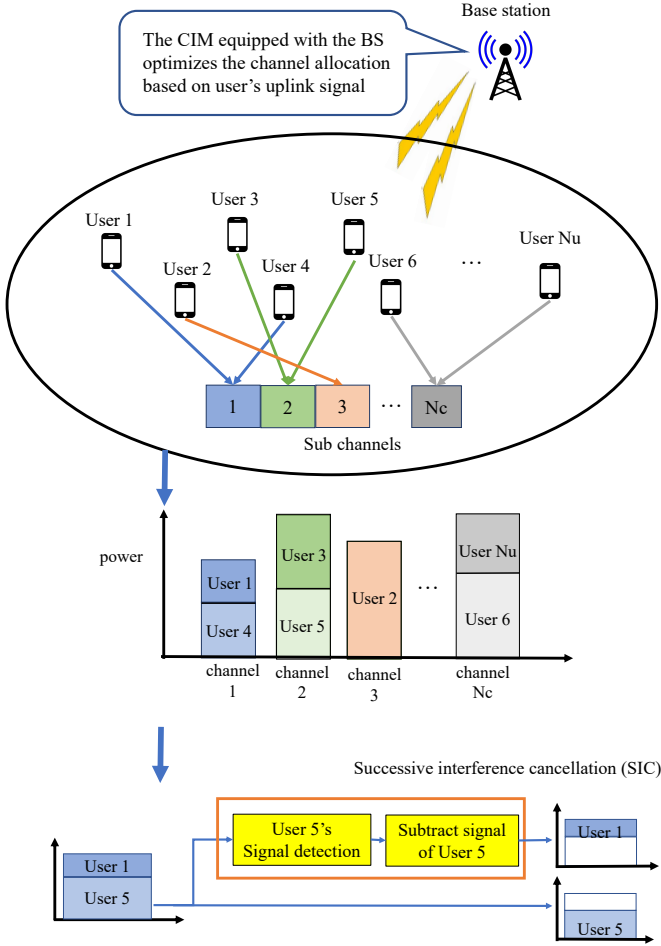 Base station
The CIM equipped with the BS
optimizes the channel allocation
based on user's uplink signal
User 1
User 3
User 5
User 2
User 4
User 6
...
User Nu
1
2
3
...
Nc
Sub channels
power
User 1
User 4
User 3
User 5
User 2
...
User Nu
User 6
channel
1
channel
2
channel
3
channel
Nc
Successive interference cancellation (SIC)
User 1
User 5
User 5's
Signal detection
Subtract signal
of User 5
User 1
User 5